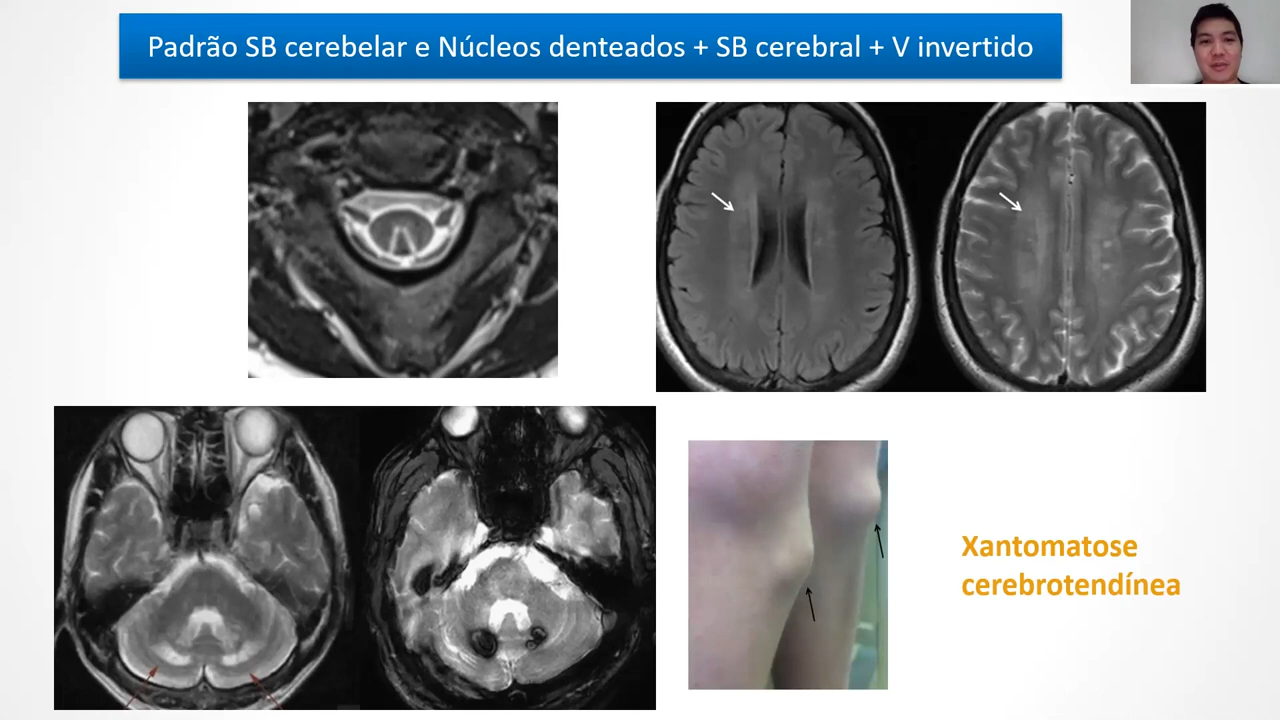 Padrão SB cerebelar e Núcleos denteados + SB cerebral + V invertido
Xantomatose
cerebrotendínea